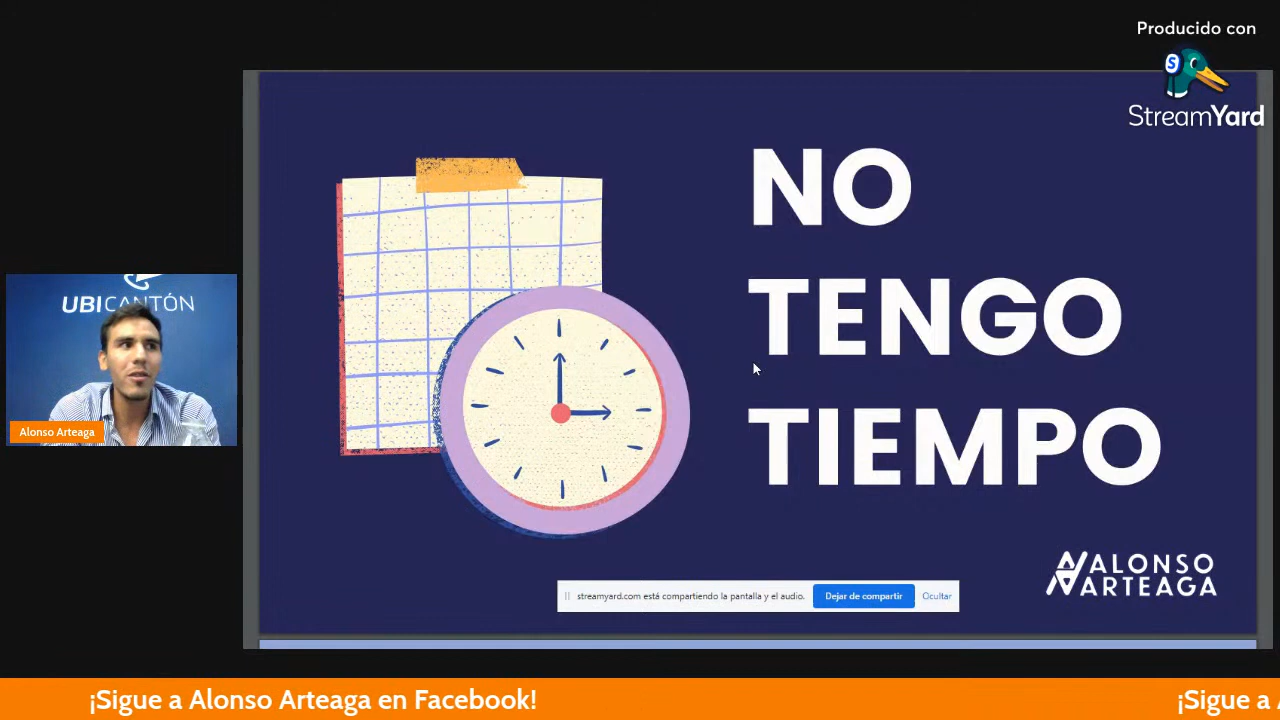 Producido con
StreamYard
NO
TENGO
TIEMPO
UBICANTÓN
Alonso Arteaga
ALONSO
ARTEAGA
streamyard.com está compartiendo la pantalla y el audio.
Dejar de compartir
Ocultar
¡Sigue a Alonso Arteaga en Facebook!
¡Sigue a